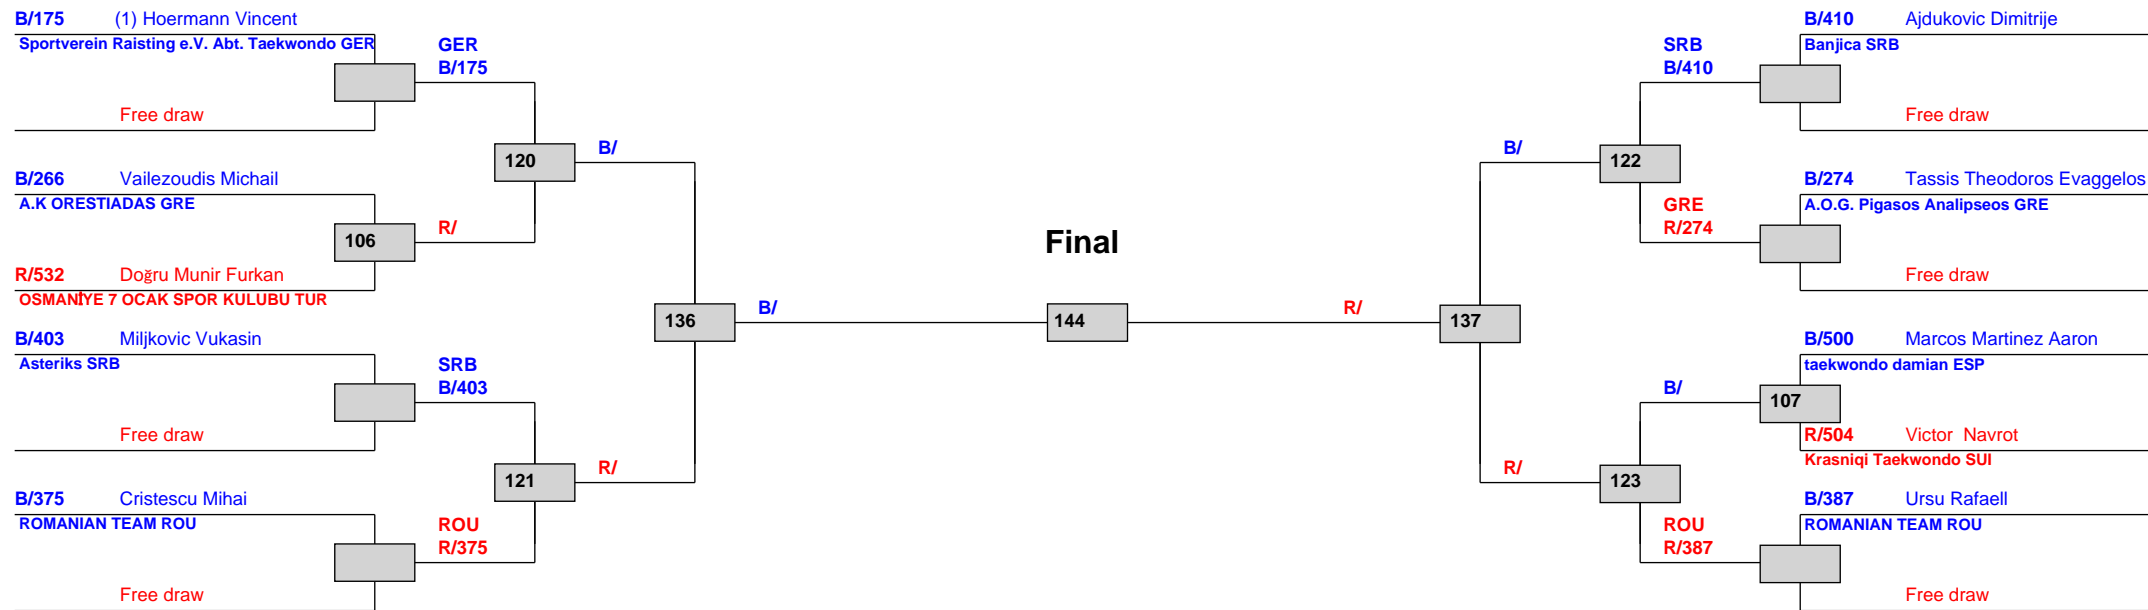 B/175 (1) Hoermann Vincent
Sportverein Raisting e.V. Abt. Taekwondo GER
Free draw
B/266 Vailezoudis Michail
A.K ORESTIADAS GRE
106
R/532 Doğru Munir Furkan
OSMANİYE 7 OCAK SPOR KULUBU TUR
B/403 Miljkovic Vukasin
Asteriks SRB
Free draw
B/375 Cristescu Mihai
ROMANIAN TEAM ROU
Free draw
GER
B/175
120
R/
SRB
B/403
121
ROU
R/375
B/
136
R/
B/
Final
144
R/
B/
137
R/
SRB
B/410
122
GRE
R/274
B/
123
ROU
R/387
B/410 Ajdukovic Dimitrije
Banjica SRB
Free draw
B/274 Tassis Theodoros Evaggelos
A.O.G. Pigasos Analipseos GRE
Free draw
B/500 Marcos Martinez Aaron
taekwondo damian ESP
107
R/504 Victor Navrot
Krasniqi Taekwondo SUI
B/387 Ursu Rafaell
ROMANIAN TEAM ROU
Free draw